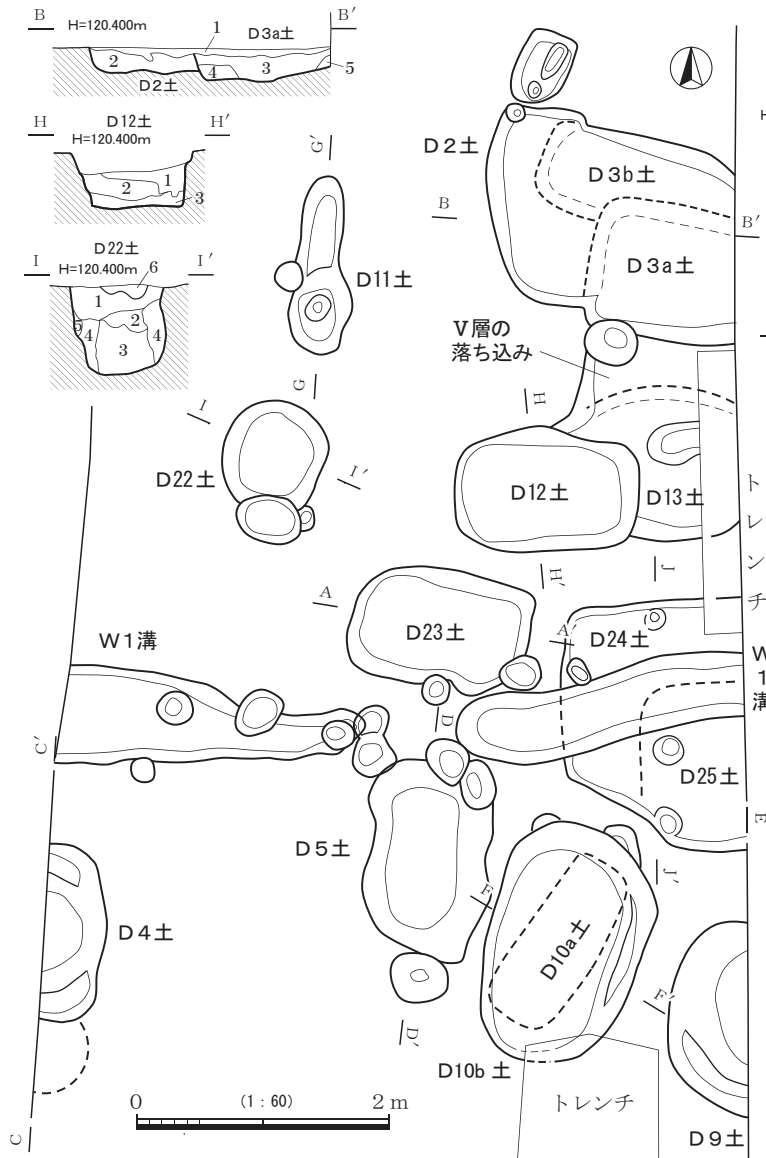 B
H=120.400m
1
D3a土
B′
2
4
3
5
D2土
H
D12土
H=120.400m
H′
2
1
3
D22土
I
H=120.400m
6
I′
1
2
5
4
3
4
G′
D11土
G
I
D22土
I′
D2土
D3b土
B
B′
D3a土
V層の
落ち込み
H
D12土
D13土
トレンチ
H′
J
A
D23土
A′
D24土
W1溝
W1溝
D
C′
D25土
E
D5土
F
J′
D4土
D10a土
F′
D′
D10b土
トレンチ
D9土
0
(1:60)
2m
C
H